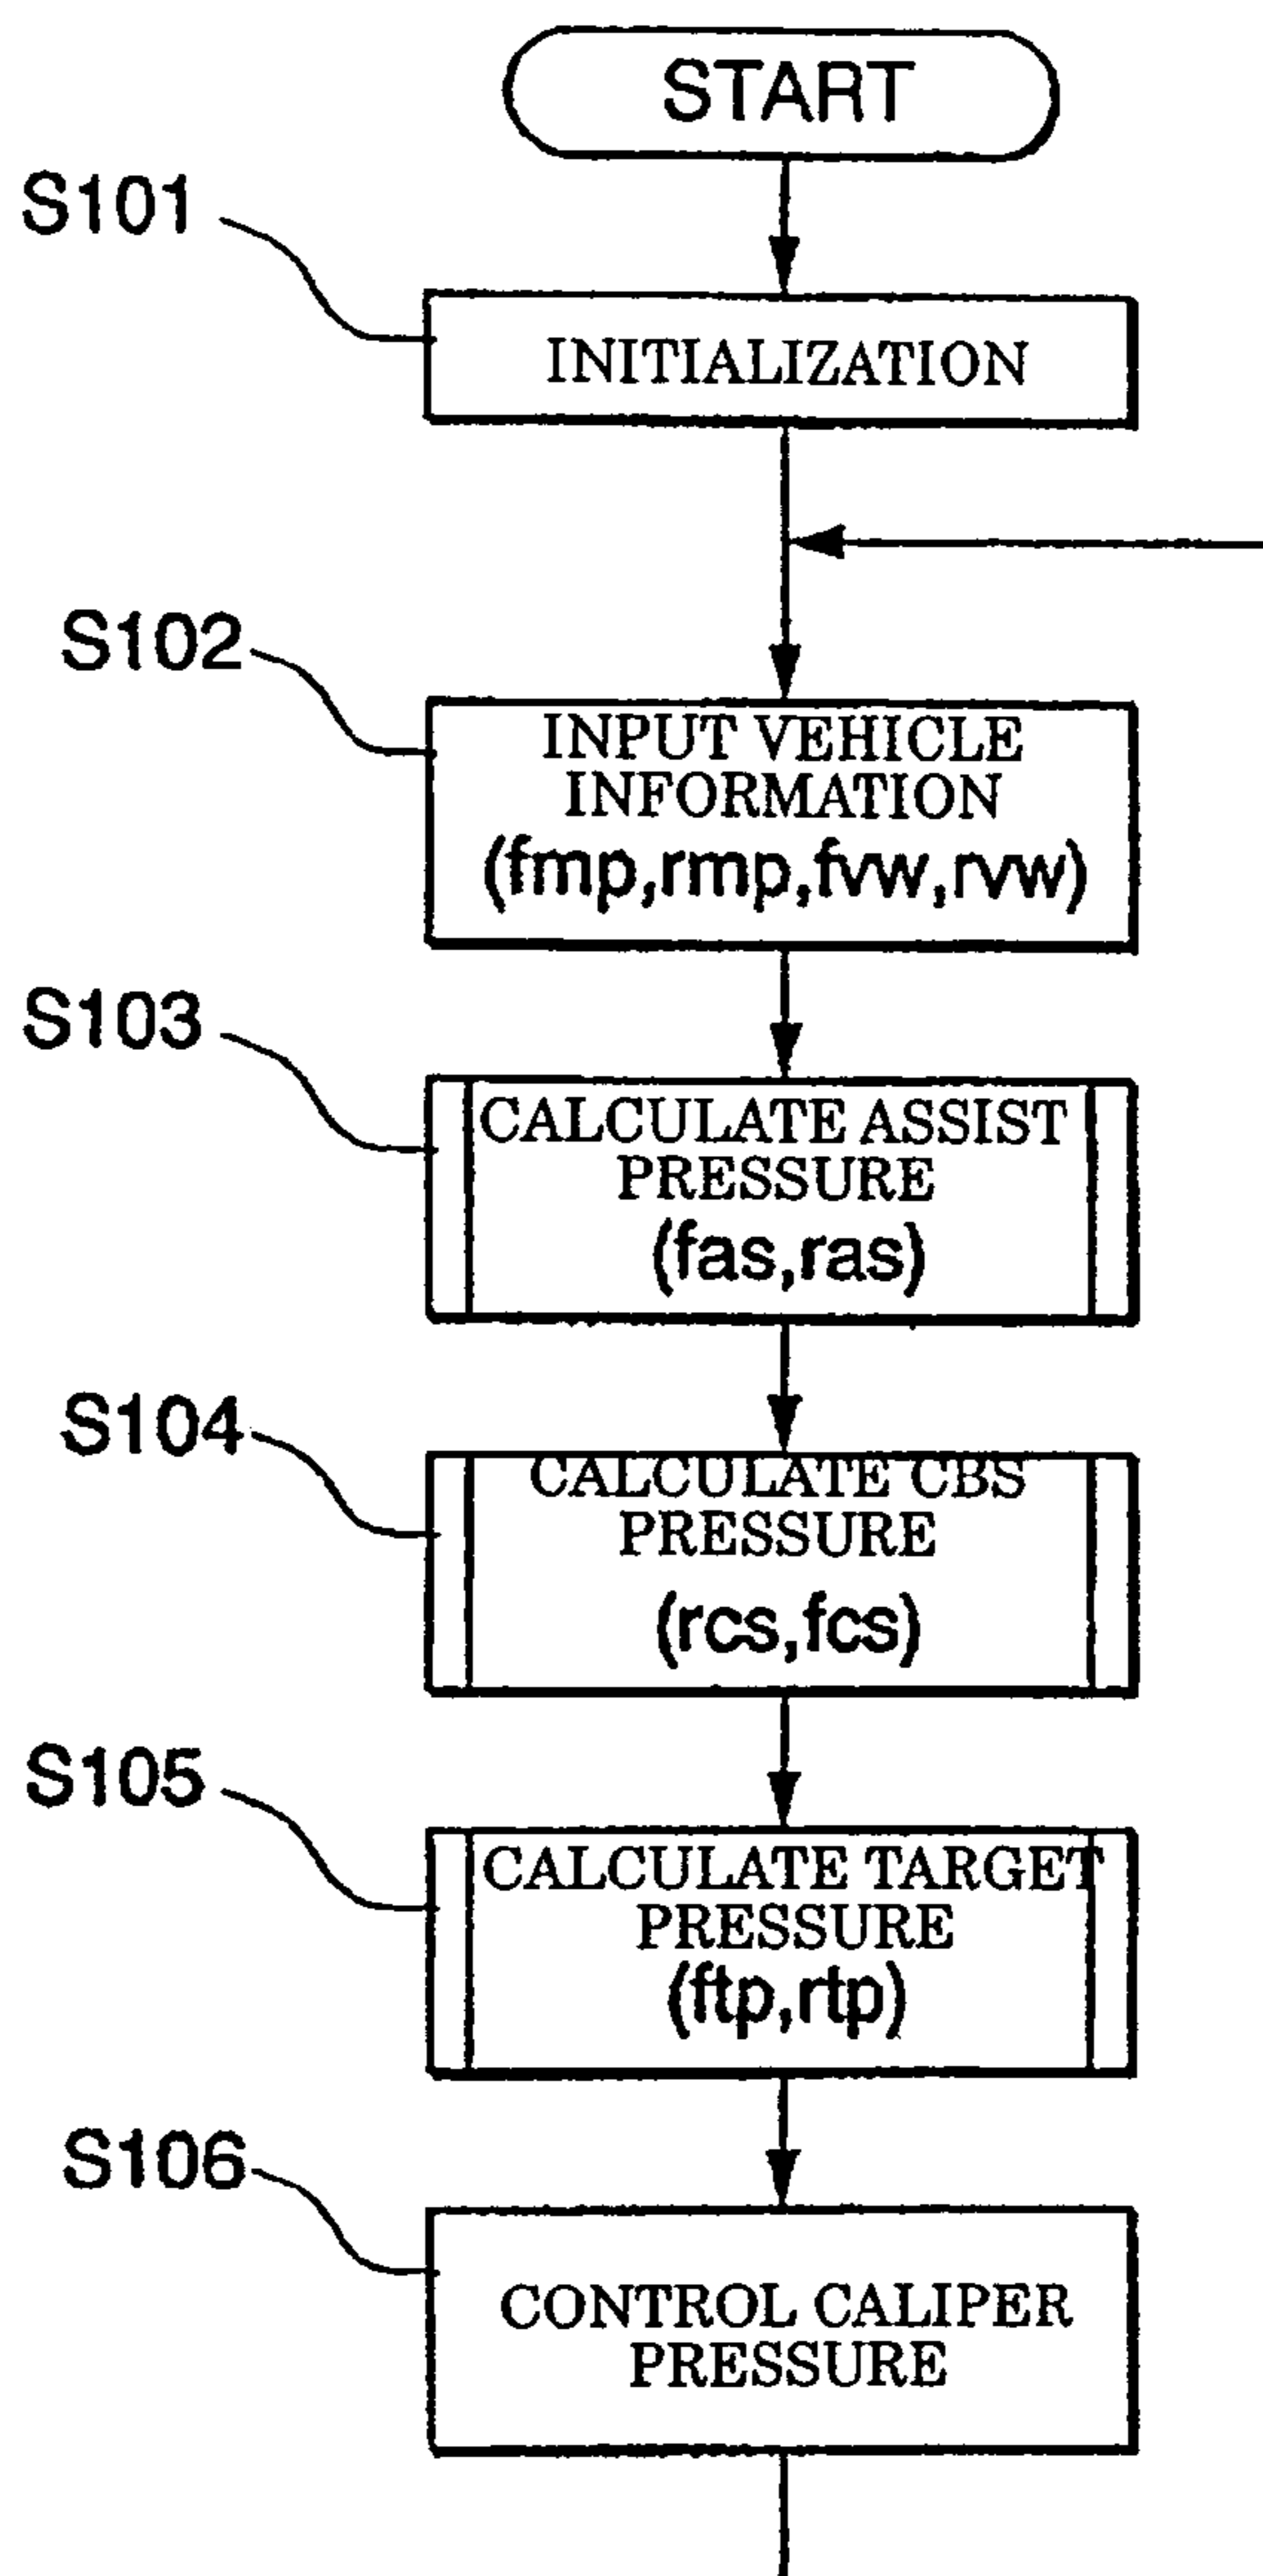 START
S101
INITIALIZATION
S102
INPUT VEHICLE
INFORMATION
(fmp,rmp,fvw,rvw)
S103
CALCULATE ASSIST
PRESSURE
(fas,ras)
S104
CALCULATE CBS
PRESSURE
(rcs,fcs)
S105
CALCULATE TARGET
PRESSURE
(ftp,rtp)
S106
CONTROL CALIPER
PRESSURE